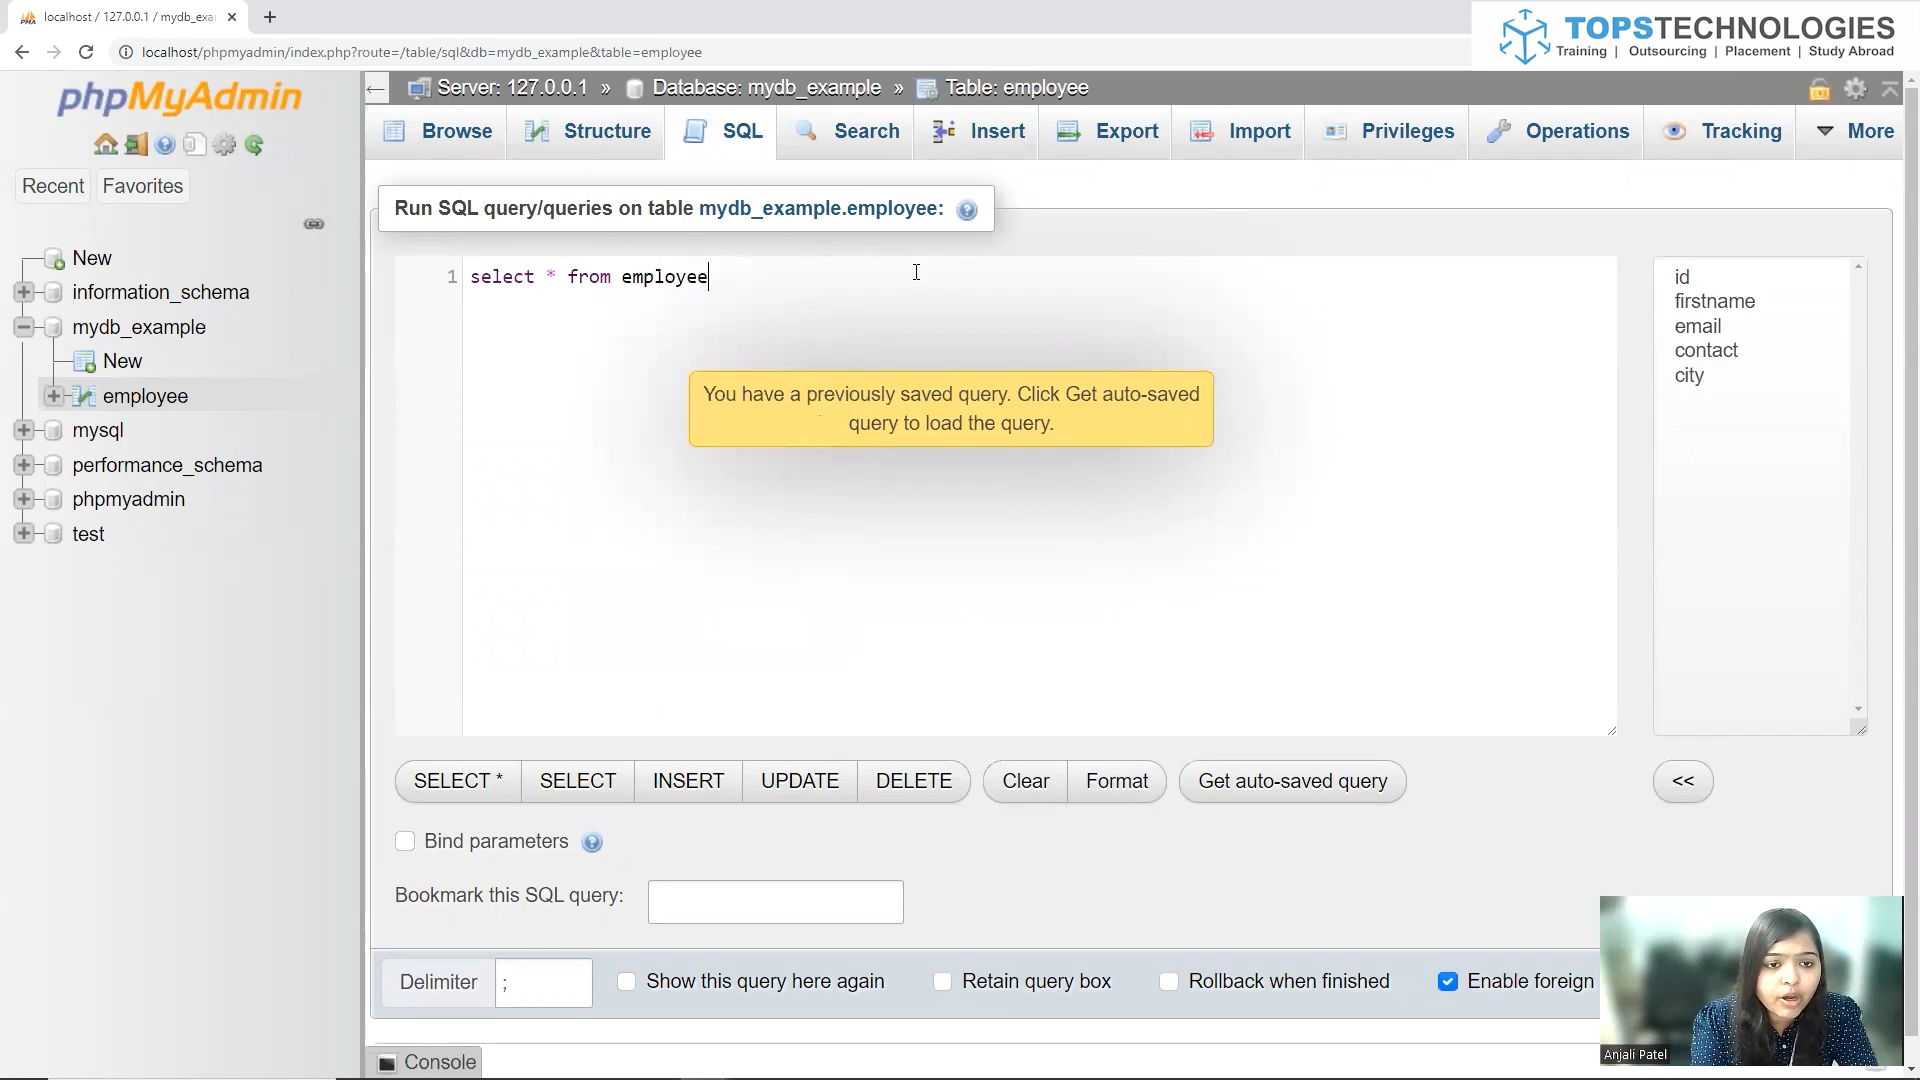 localhost / 127.0.0.1 / mydb_exa
localhost/phpmyadmin/index.php?route=/table/sql&db=mydb_example&table=employee
TOPSTECHNOLOGIES
Training | Outsourcing | Placement | Study Abroad
phpMyAdmin
Recent Favorites
New
information_schema
mydb_example
New
employee
mysql
performance_schema
phpmyadmin
test
Server: 127.0.0.1 » Database: mydb_example » Table: employee
Browse Structure SQL Search Insert Export Import Privileges Operations Tracking More
Run SQL query/queries on table mydb_example.employee:
1 select * from employee
You have a previously saved query. Click Get auto-saved
query to load the query.
id
firstname
email
contact
city
SELECT * SELECT INSERT UPDATE DELETE Clear Format Get auto-saved query <<
Bind parameters
Bookmark this SQL query:
Delimiter ; Show this query here again Retain query box Rollback when finished Enable foreign
Console
Anjali Patel